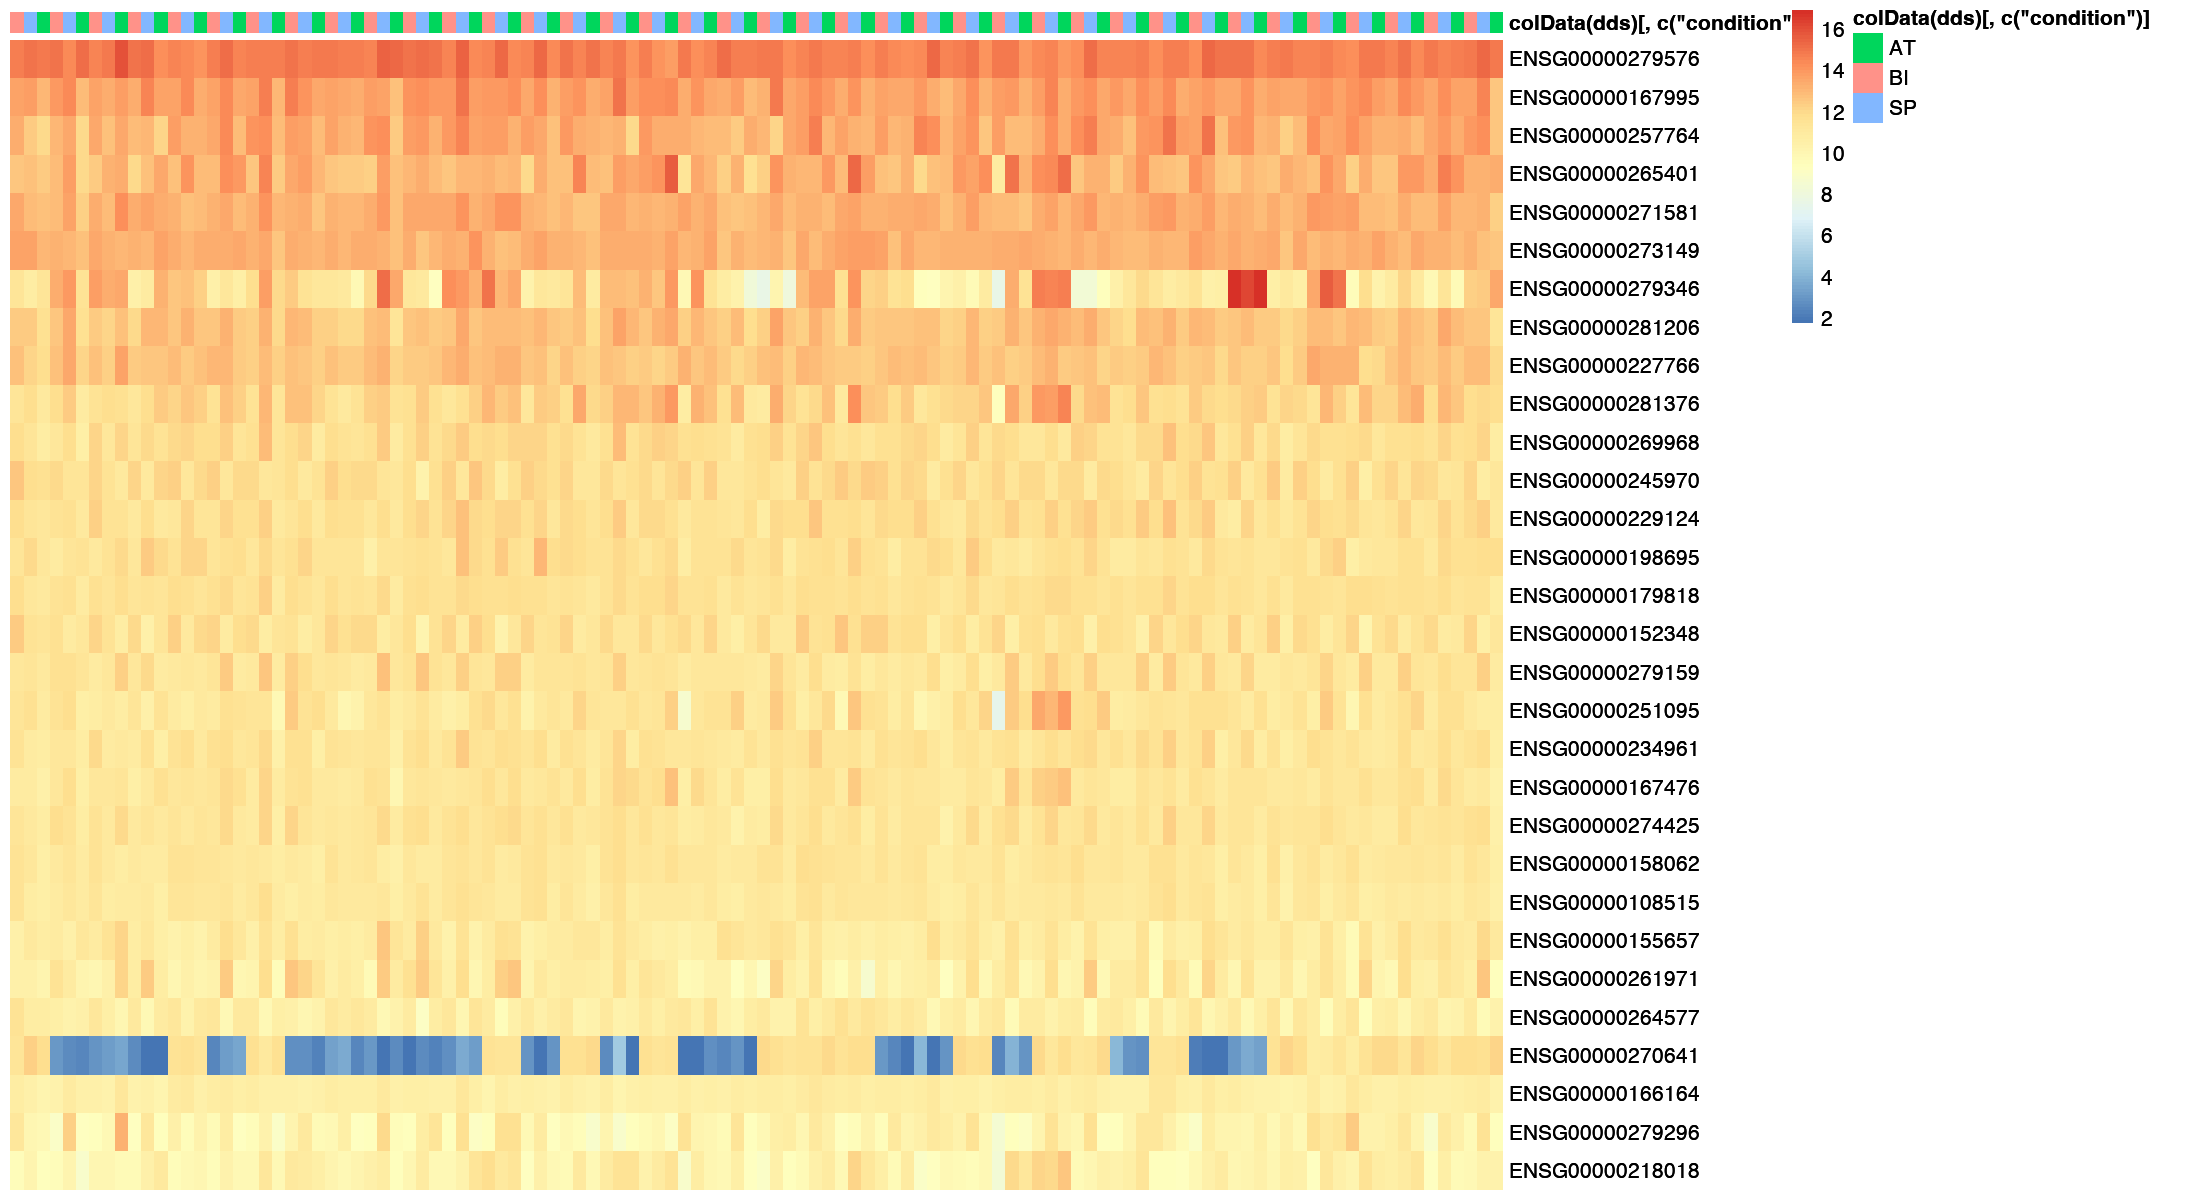 colData(dds)[, c("condition"
ENSG00000279576
ENSG00000167995
ENSG00000257764
ENSG00000265401
ENSG00000271581
ENSG00000273149
ENSG00000279346
ENSG00000281206
ENSG00000227766
ENSG00000281376
ENSG00000269968
ENSG00000245970
ENSG00000229124
ENSG00000198695
ENSG00000179818
ENSG00000152348
ENSG00000279159
ENSG00000251095
ENSG00000234961
ENSG00000167476
ENSG00000274425
ENSG00000158062
ENSG00000108515
ENSG00000155657
ENSG00000261971
ENSG00000264577
ENSG00000270641
ENSG00000166164
ENSG00000279296
ENSG00000218018
16
14
12
10
8
6
4
2
colData(dds)[, c("condition")]
AT
BI
SP